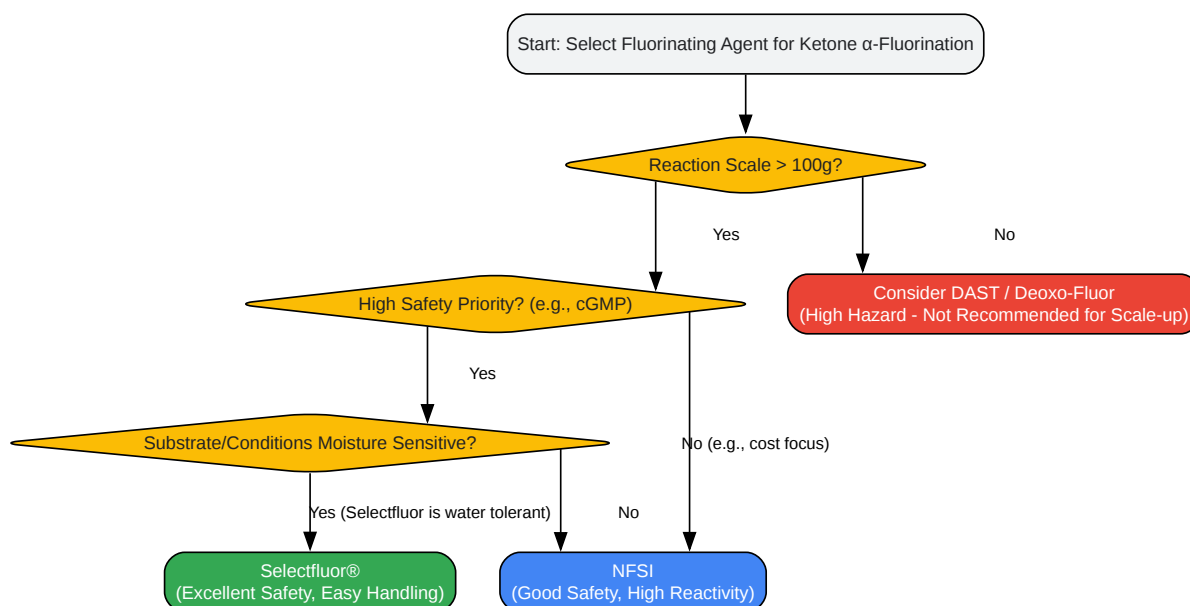 Start: Select Fluorinating Agent for Ketone α-Fluorination
Reaction Scale > 100g?
Yes
No
High Safety Priority? (e.g., cGMP)
Consider DAST / Deoxo-Fluor
(High Hazard - Not Recommended for Scale-up)
Yes
Substrate/Conditions Moisture Sensitive?
No (e.g., cost focus)
Yes (Selectfluor is water tolerant)
No
Selectfluor®
(Excellent Safety, Easy Handling)
NFSI
(Good Safety, High Reactivity)